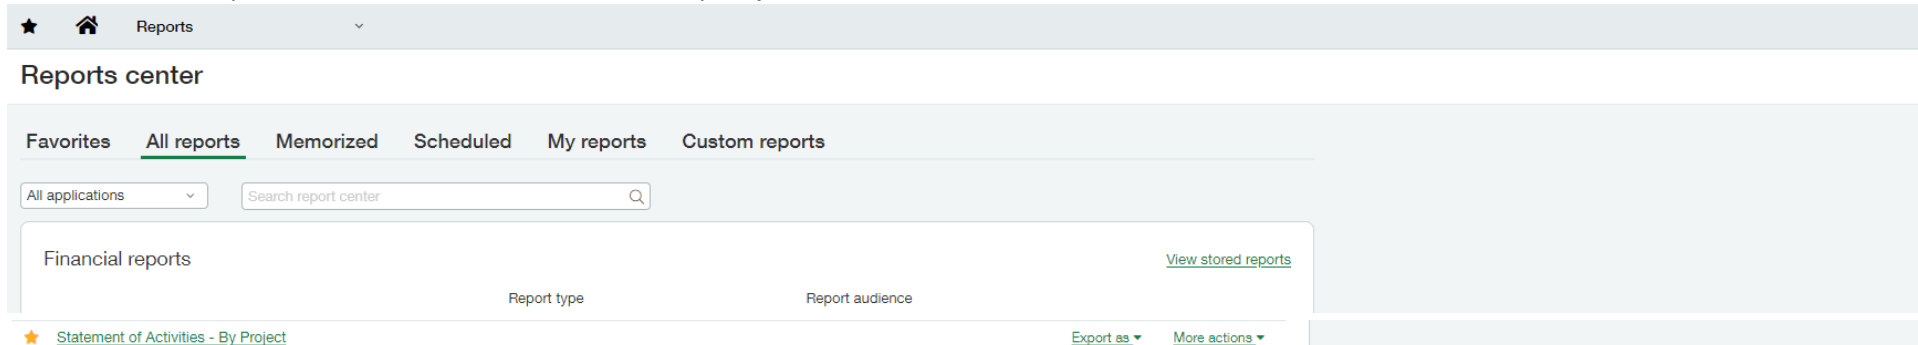 Reports
Reports center
Favorites All reports Memorized Scheduled My reports Custom reports
All applications Search report center
Financial reports View stored reports
Report type Report audience
Statement of Activities - By Project Export as More actions